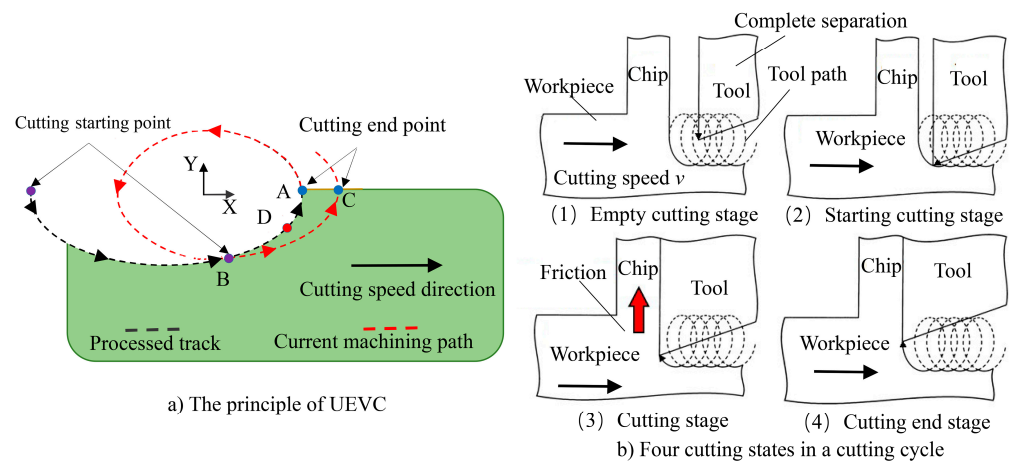 Cutting starting point
Cutting end point
Y
X
A
C
D
B
Cutting speed direction
Processed track
Current machining path
a) The principle of UEVC
Complete separation
Workpiece
Chip
Tool
Tool path
Cutting speed v
(1) Empty cutting stage
Chip
Tool
Workpiece
(2) Starting cutting stage
Friction
Chip
Tool
Workpiece
(3) Cutting stage
Chip
Tool
Workpiece
(4) Cutting end stage
b) Four cutting states in a cutting cycle